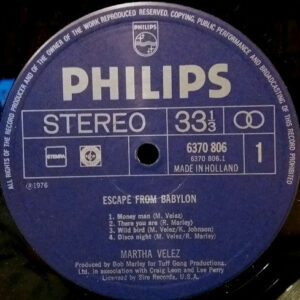 ALL RIGHTS OF THE RECORD PRODUCER AND OF THE OWNER OF THE WORK REPRODUCED RESERVED. COPYING, PUBLIC PERFORMANCE AND BROADCASTING OF THIS RECORD PROHIBITED
PHILIPS
STEREO 33 1/3
STEMRA
6370 806
6370 806.1
MADE IN HOLLAND
1
℗ 1976
ESCAPE FROM BABYLON
1. Money man (M. Velez)
2. There you are (R. Marley)
3. Wild bird (M. Velez/K. Johnson)
4. Disco night (M. Velez/R. Marley)
MARTHA VELEZ
Produced by Bob Marley for Tuff Gong Productions.
Ltd. in association with Craig Leon and Lee Perry
Licensed by Sire Records, U.S.A.